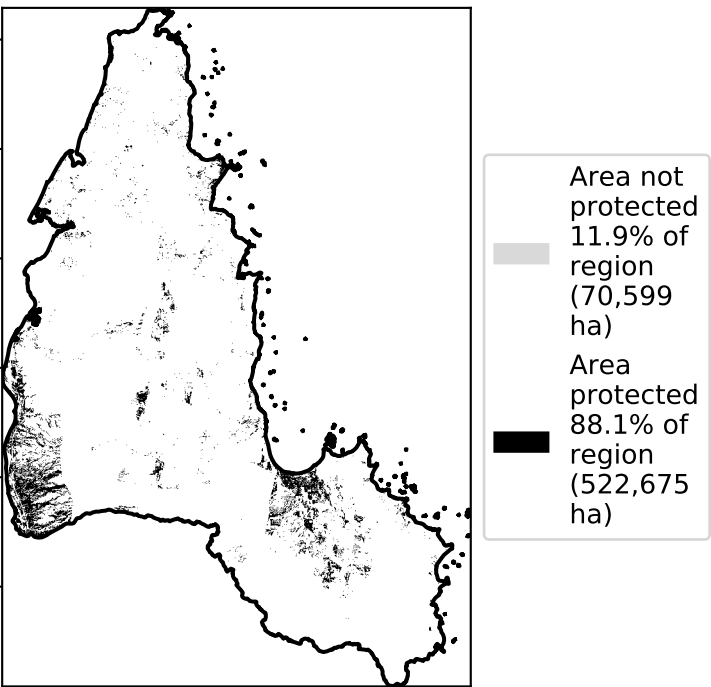 Area not
protected
11.9% of
region
(70,599
ha)
Area
protected
88.1% of
region
(522,675
ha)